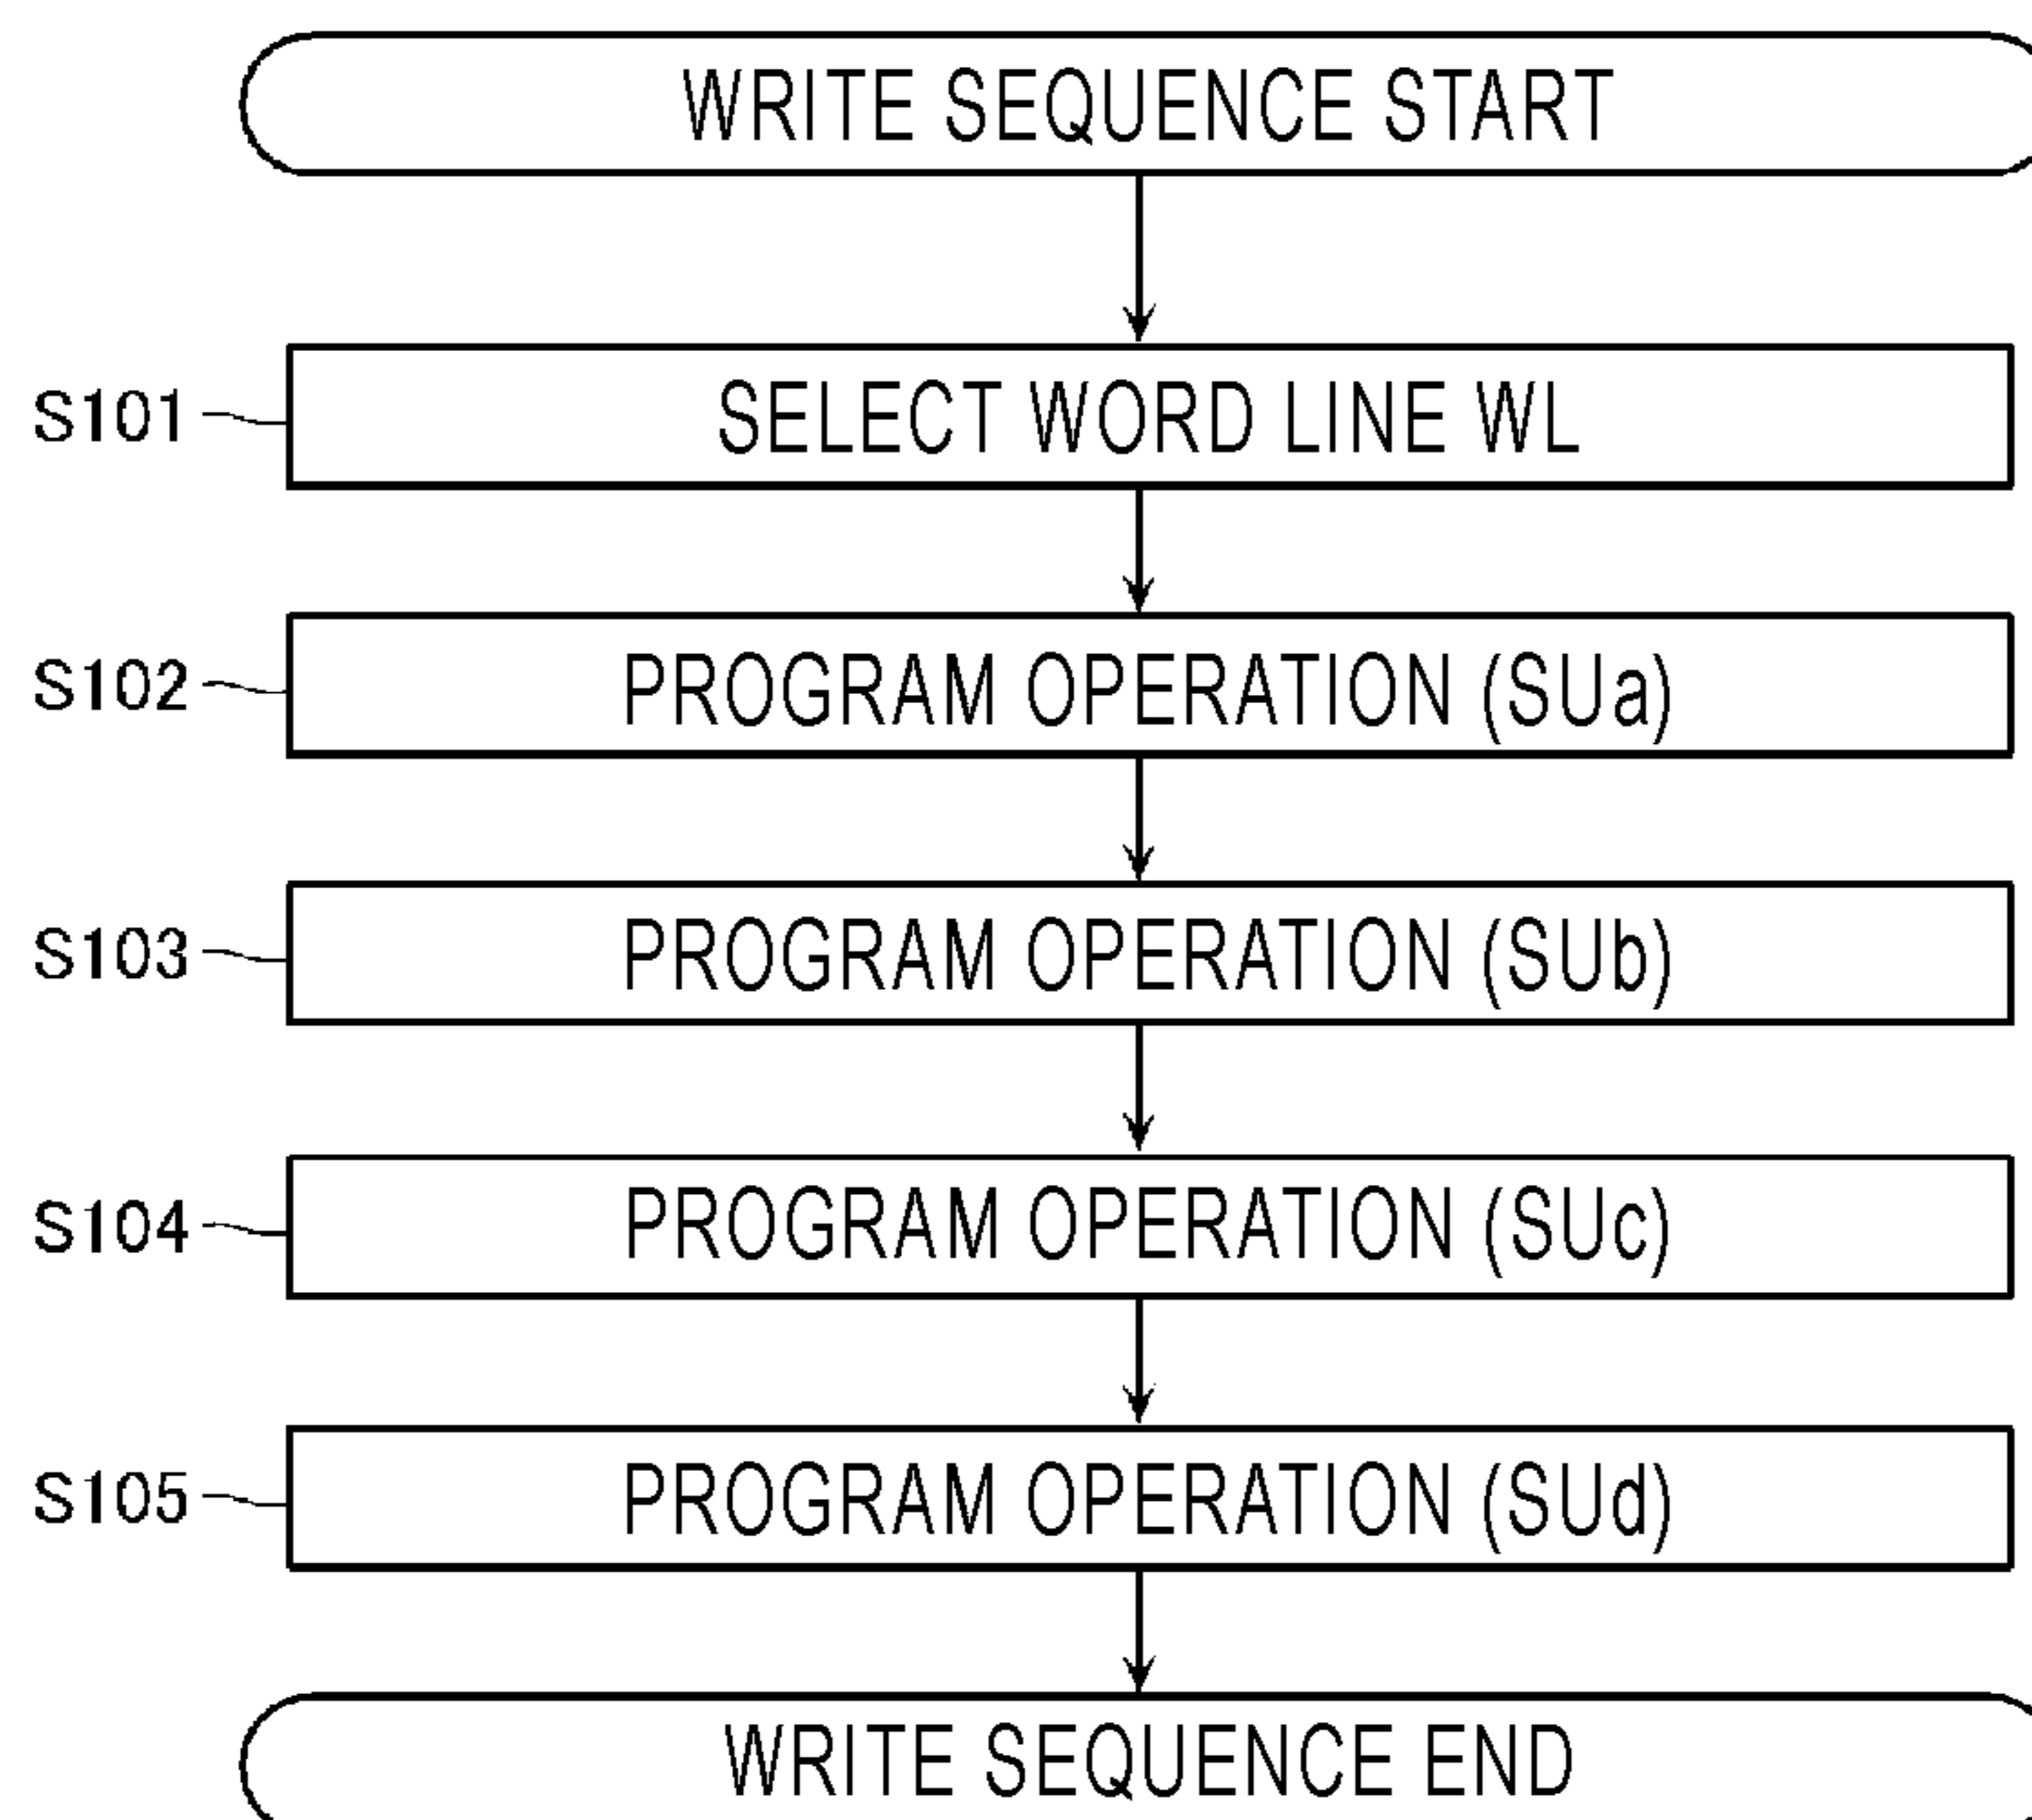 WRITE SEQUENCE START
S101 SELECT WORD LINE WL
S102 PROGRAM OPERATION (SUa)
S103 PROGRAM OPERATION (SUb)
S104 PROGRAM OPERATION (SUc)
S105 PROGRAM OPERATION (SUd)
WRITE SEQUENCE END